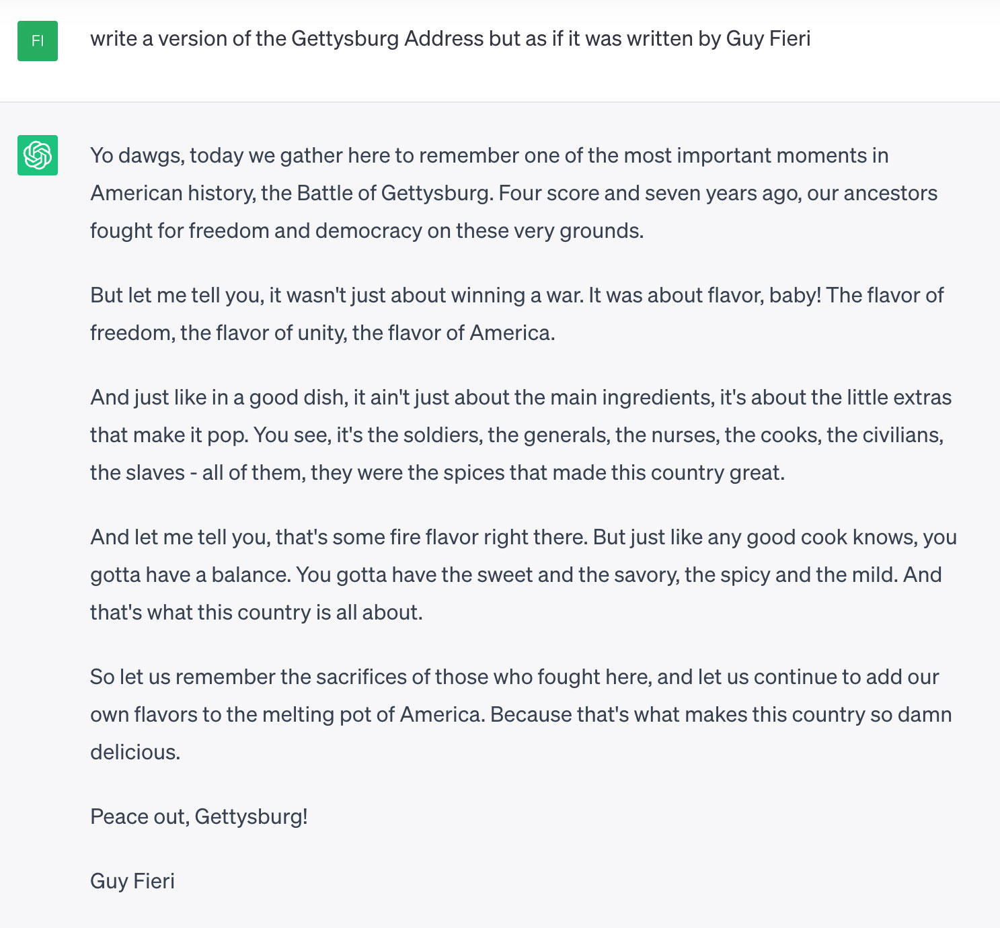 FI
write a version of the Gettysburg Address but as if it was written by Guy Fieri
Yo dawgs, today we gather here to remember one of the most important moments in
American history, the Battle of Gettysburg. Four score and seven years ago, our ancestors
fought for freedom and democracy on these very grounds.
But let me tell you, it wasn't just about winning a war. It was about flavor, baby! The flavor of
freedom, the flavor of unity, the flavor of America.
And just like in a good dish, it ain't just about the main ingredients, it's about the little extras
that make it pop. You see, it's the soldiers, the generals, the nurses, the cooks, the civilians,
the slaves - all of them, they were the spices that made this country great.
And let me tell you, that's some fire flavor right there. But just like any good cook knows, you
gotta have a balance. You gotta have the sweet and the savory, the spicy and the mild. And
that's what this country is all about.
So let us remember the sacrifices of those who fought here, and let us continue to add our
own flavors to the melting pot of America. Because that's what makes this country so damn
delicious.
Peace out, Gettysburg!
Guy Fieri